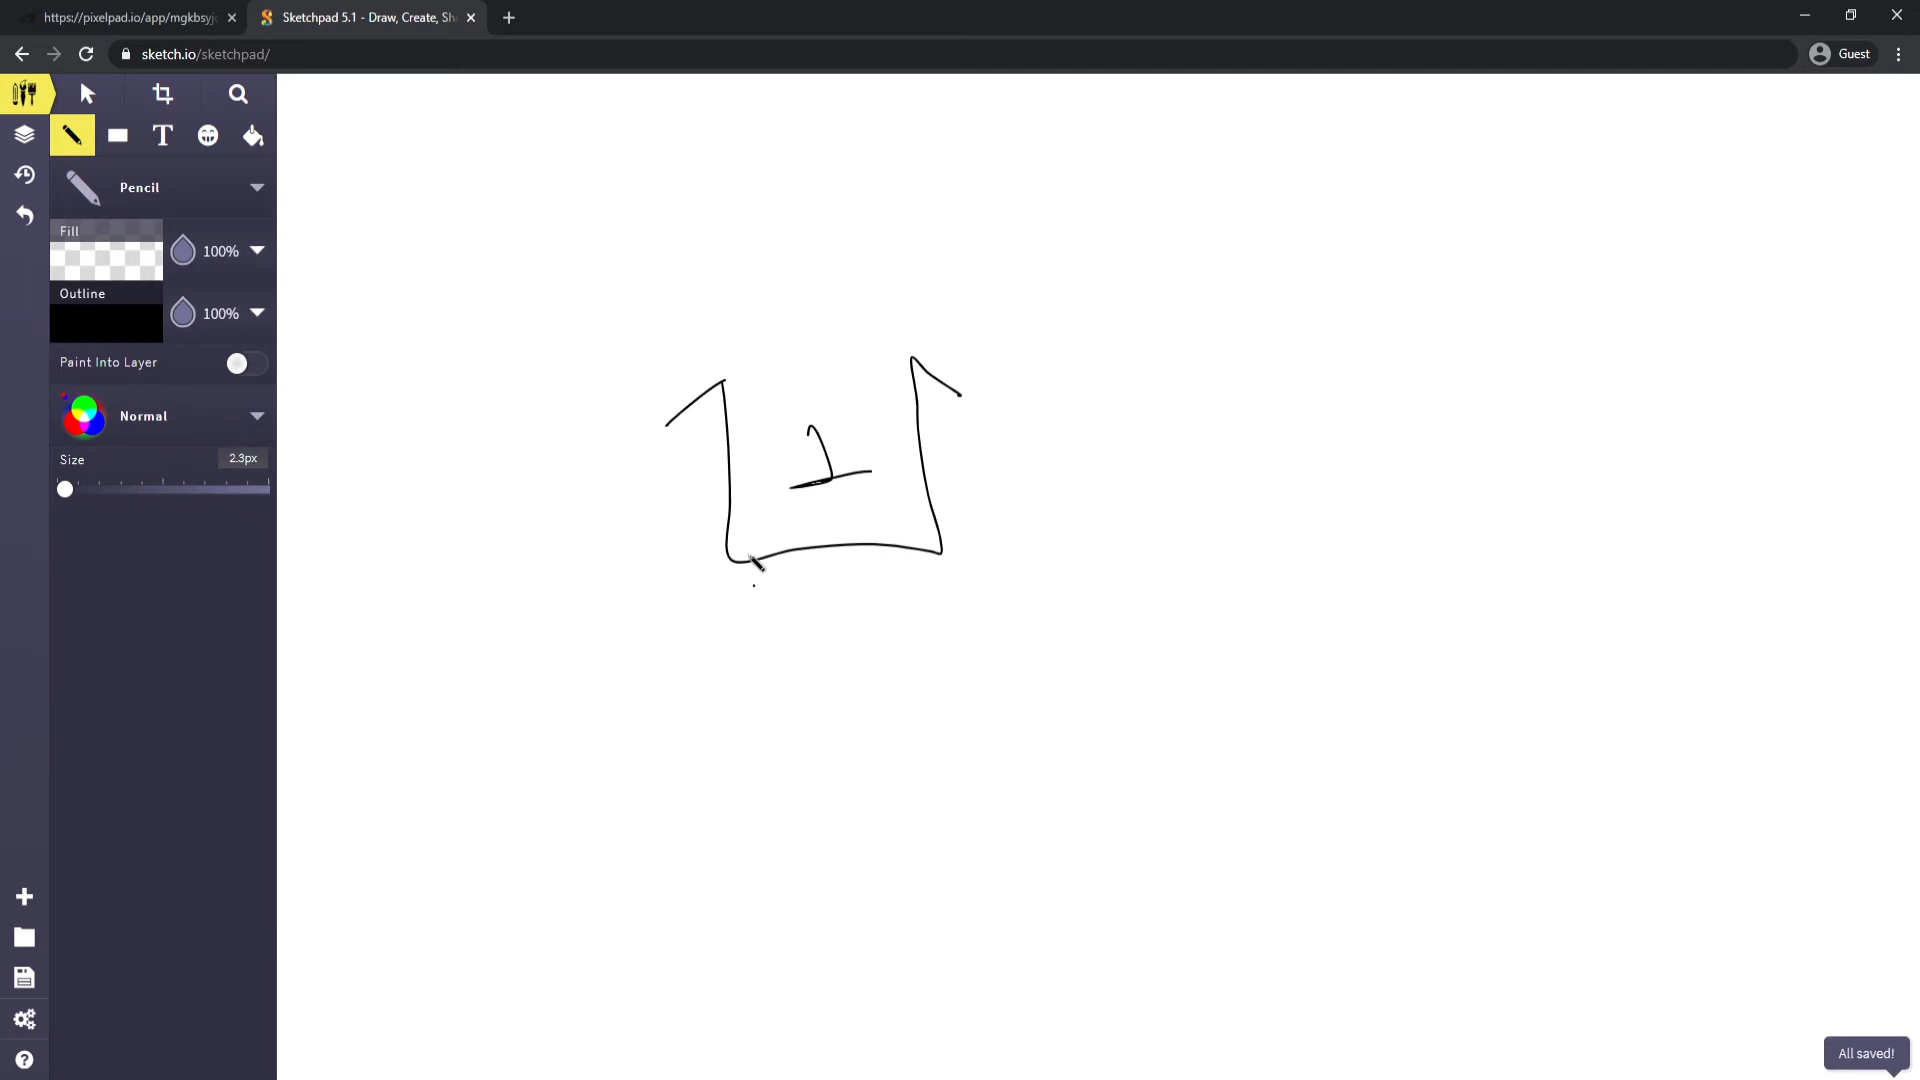 https://pixelpad.io/app/mgkbsyj
Sketchpad 5.1 - Draw, Create, Sh
sketch.io/sketchpad/
Guest
T
Pencil
Fill
100%
Outline
100%
Paint Into Layer
Normal
Size
2.3px
1
All saved!